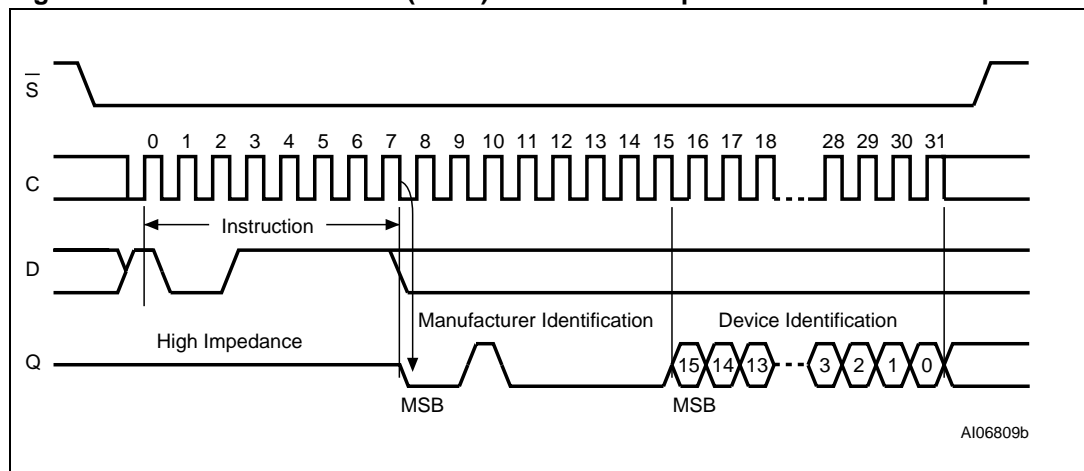 S
0 1 2 3 4 5 6 7 8 9 10 11 12 13 14 15 16 17 18 28 29 30 31
C
Instruction
D
Manufacturer Identification Device Identification
High Impedance
Q 15 14 13 3 2 1 0
MSB MSB
AI06809b